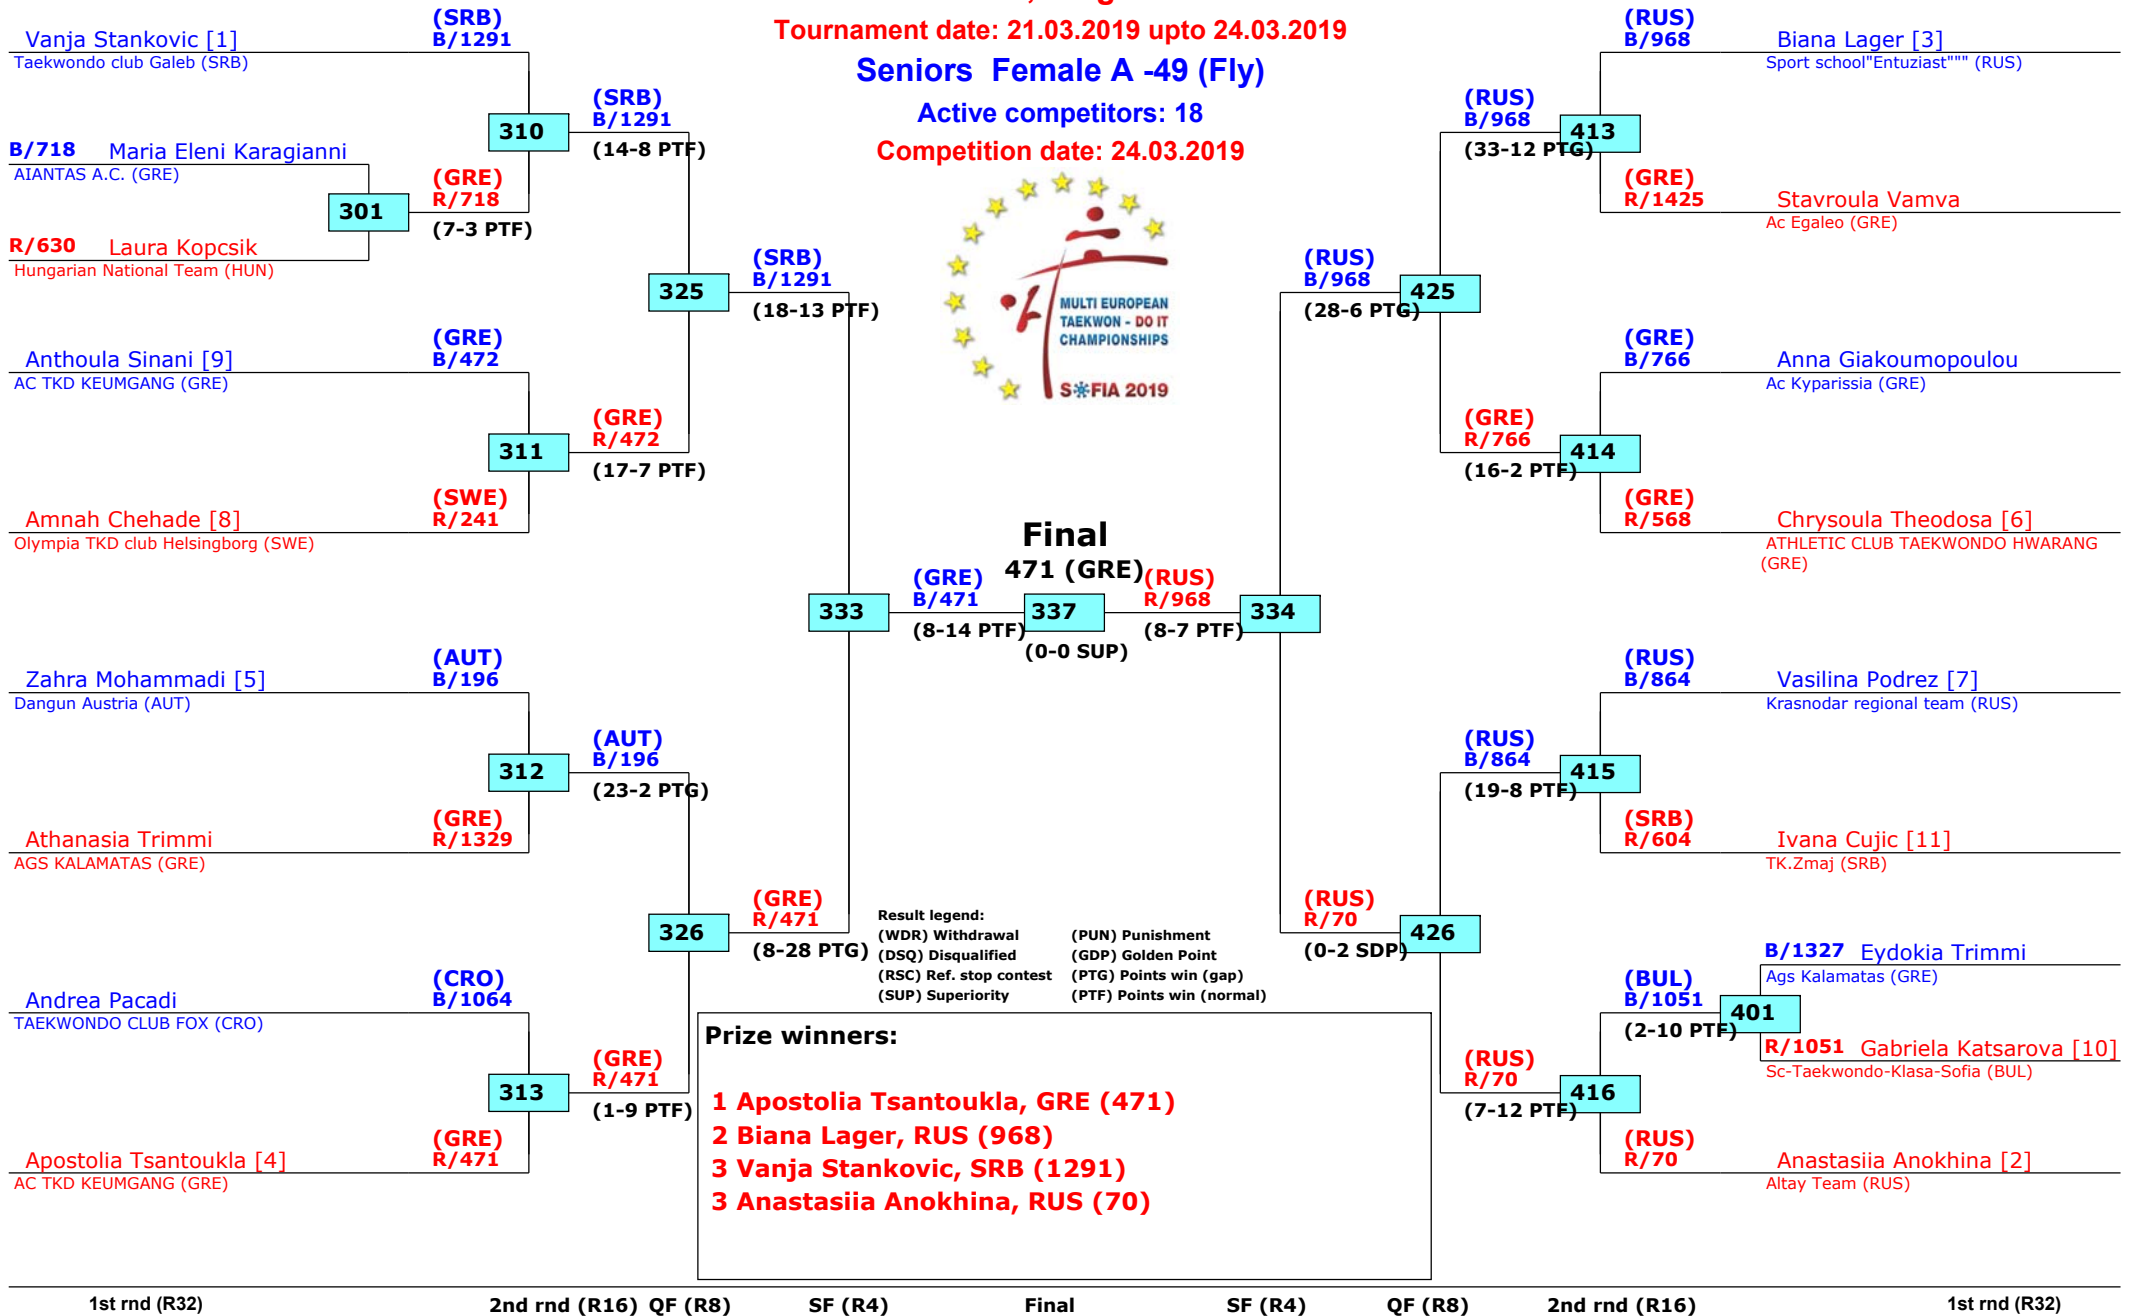 Tournament date: 21.03.2019 upto 24.03.2019
Seniors  Female A -49 (Fly)
Active competitors: 18
Competition date: 24.03.2019
MULTI EUROPEAN
TAEKWON - DO IT
CHAMPIONSHIPS
SOFIA 2019
Vanja Stankovic [1]
Taekwondo club Galeb (SRB)
(SRB)
B/1291
B/718 Maria Eleni Karagianni
AIANTAS A.C. (GRE)
301
R/630 Laura Kopcsik
Hungarian National Team (HUN)
(GRE)
R/718
(7-3 PTF)
310
(SRB)
B/1291
(14-8 PTF)
Anthoula Sinani [9]
AC TKD KEUMGANG (GRE)
(GRE)
B/472
311
Amnah Chehade [8]
Olympia TKD club Helsingborg (SWE)
(SWE)
R/241
(GRE)
R/472
(17-7 PTF)
325
(SRB)
B/1291
(18-13 PTF)
Zahra Mohammadi [5]
Dangun Austria (AUT)
(AUT)
B/196
312
Athanasia Trimmi
AGS KALAMATAS (GRE)
(GRE)
R/1329
(AUT)
B/196
(23-2 PTG)
Andrea Pacadi
TAEKWONDO CLUB FOX (CRO)
(CRO)
B/1064
313
Apostolia Tsantoukla [4]
AC TKD KEUMGANG (GRE)
(GRE)
R/471
(GRE)
R/471
(1-9 PTF)
326
(GRE)
R/471
(8-28 PTG)
333
(GRE)
B/471
(8-14 PTF)
Final
471 (GRE)
337
(0-0 SUP)
(RUS)
R/968
(8-7 PTF)
334
(RUS)
B/968
Biana Lager [3]
Sport school"Entuziast""" (RUS)
413
(RUS)
B/968
(33-12 PTG)
(GRE)
R/1425
Stavroula Vamva
Ac Egaleo (GRE)
(RUS)
B/968
(28-6 PTG)
425
(GRE)
B/766
Anna Giakoumopoulou
Ac Kyparissia (GRE)
414
(GRE)
R/766
(16-2 PTF)
(GRE)
R/568
Chrysoula Theodosa [6]
ATHLETIC CLUB TAEKWONDO HWARANG
(GRE)
(RUS)
B/864
Vasilina Podrez [7]
Krasnodar regional team (RUS)
415
(RUS)
B/864
(19-8 PTF)
(SRB)
R/604
Ivana Cujic [11]
TK.Zmaj (SRB)
(RUS)
R/70
(0-2 SDP)
426
B/1327 Eydokia Trimmi
Ags Kalamatas (GRE)
401
(BUL)
B/1051
(2-10 PTF)
R/1051 Gabriela Katsarova [10]
Sc-Taekwondo-Klasa-Sofia (BUL)
(RUS)
R/70
(7-12 PTF)
416
(RUS)
R/70
Anastasiia Anokhina [2]
Altay Team (RUS)
Result legend:
(WDR) Withdrawal (PUN) Punishment
(DSQ) Disqualified (GDP) Golden Point
(RSC) Ref. stop contest (PTG) Points win (gap)
(SUP) Superiority (PTF) Points win (normal)
Prize winners:
1 Apostolia Tsantoukla, GRE (471)
2 Biana Lager, RUS (968)
3 Vanja Stankovic, SRB (1291)
3 Anastasiia Anokhina, RUS (70)
1st rnd (R32) 2nd rnd (R16) QF (R8) SF (R4) Final SF (R4) QF (R8) 2nd rnd (R16) 1st rnd (R32)